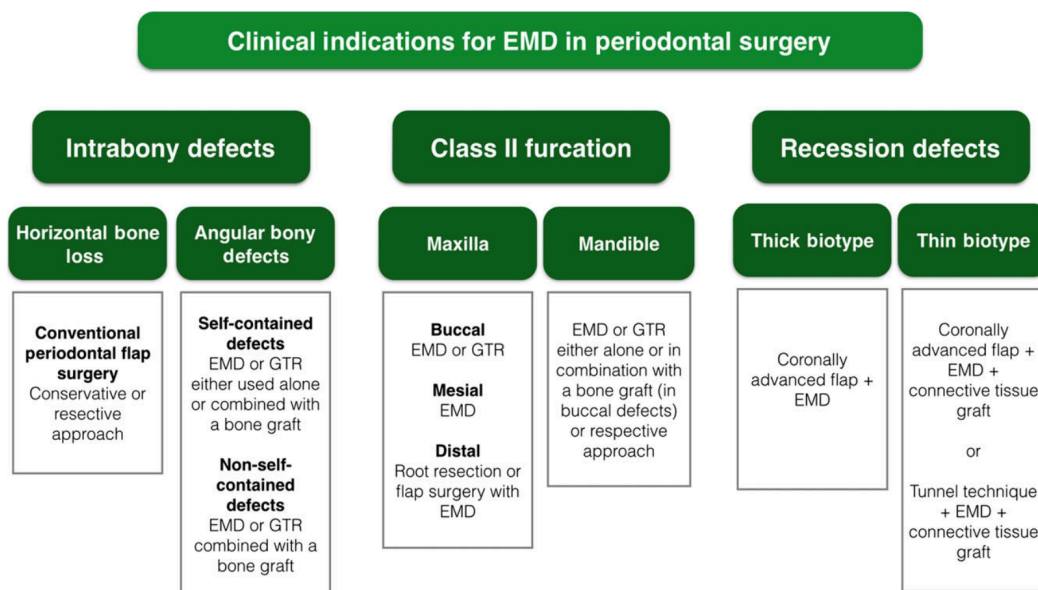 Clinical indications for EMD in periodontal surgery
Intrabony defects
Class II furcation
Recession defects
Horizontal bone
loss
Angular bony
defects
Maxilla
Mandible
Thick biotype
Thin biotype
Conventional
periodontal flap
surgery
Conservative or
resective
approach
Self-contained
defects
EMD or GTR
either used alone
or combined with
a bone graft
Non-self-
contained
defects
EMD or GTR
combined with a
bone graft
Buccal
EMD or GTR
Mesial
EMD
Distal
Root resection or
flap surgery with
EMD
EMD or GTR
either alone or in
combination with
a bone graft (in
buccal defects)
or respective
approach
Coronally
advanced flap +
EMD
Coronally
advanced flap +
EMD +
connective tissue
graft
or
Tunnel technique
+ EMD +
connective tissue
graft